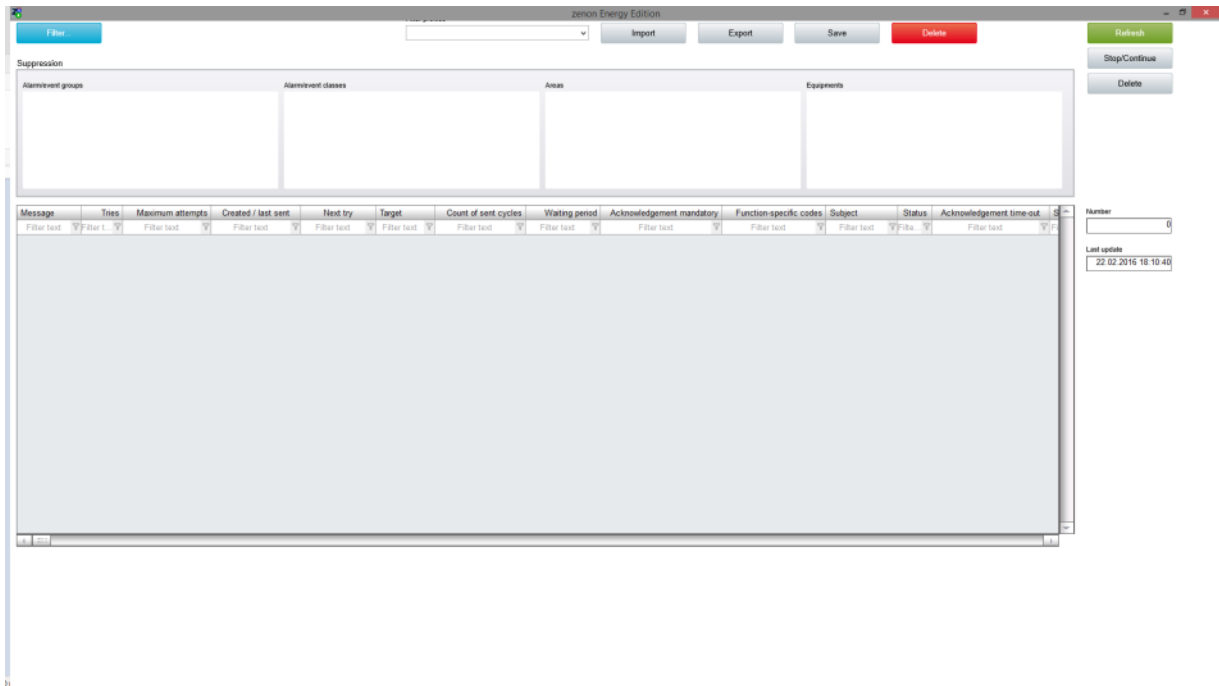 zenon Energy Edition
Filter...
Import
Export
Save
Delete
Refresh
Stop/Continue
Delete
Suppression
Alarm/event groups
Alarm/event classes
Areas
Equipments
Message Tries Maximum attempts Created / last sent Next try Target Count of sent cycles Waiting period Acknowledgement mandatory Function-specific codes Subject Status Acknowledgement time-out S
Filter text Filter t... Filter text Filter text Filter text Filter text Filter text Filter text Filter text Filter text Filter text Filte... Filter text Fi
Number
0
Last update
22.02.2016 18:10:40